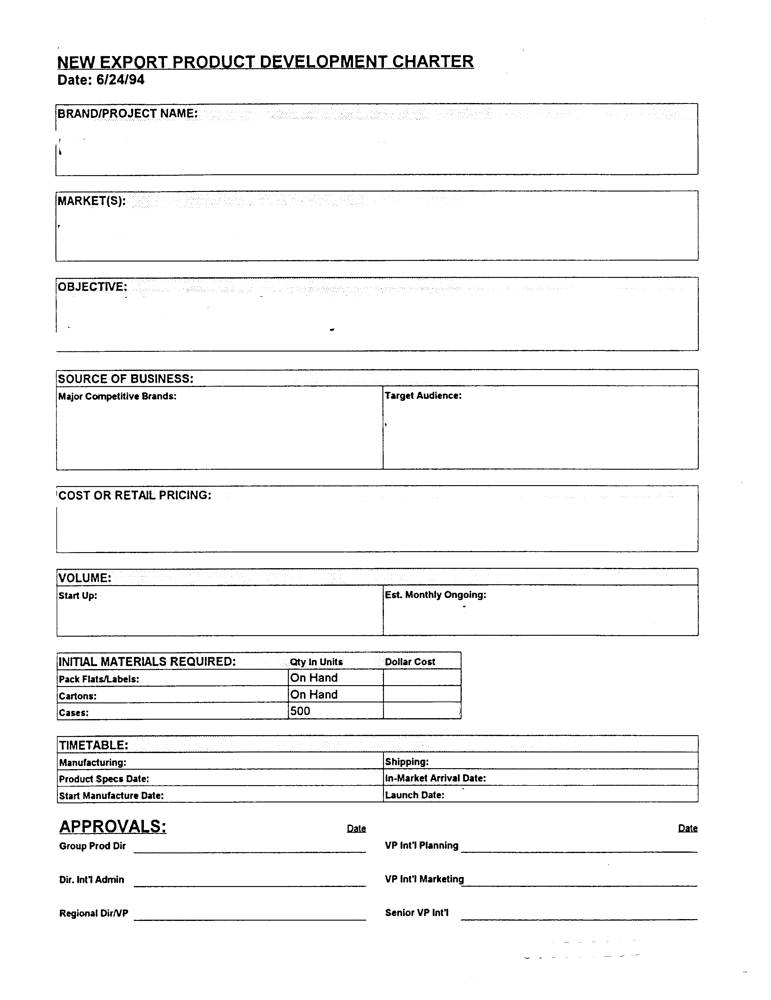 NEW EXPORT PRODUCT DEVELOPMENT CHARTER
Date: 6/24/94
BRAND/PROJECT NAME:
MARKET(S):
OBJECTIVE:
SOURCE OF BUSINESS:
Major Competitive Brands: Target Audience:
COST OR RETAIL PRICING:
VOLUME:
Start Up: Est. Monthly Ongoing:
INITIAL MATERIALS REQUIRED: Qty In Units Dollar Cost
Pack Flats/Labels: On Hand
Cartons: On Hand
Cases: 500
TIMETABLE:
Manufacturing: Shipping:
Product Specs Date: In-Market Arrival Date:
Start Manufacture Date: Launch Date:
APPROVALS: Date Date
Group Prod Dir VP Int'l Planning
Dir. Int'l Admin VP Int'l Marketing
Regional Dir/VP Senior VP Int'l